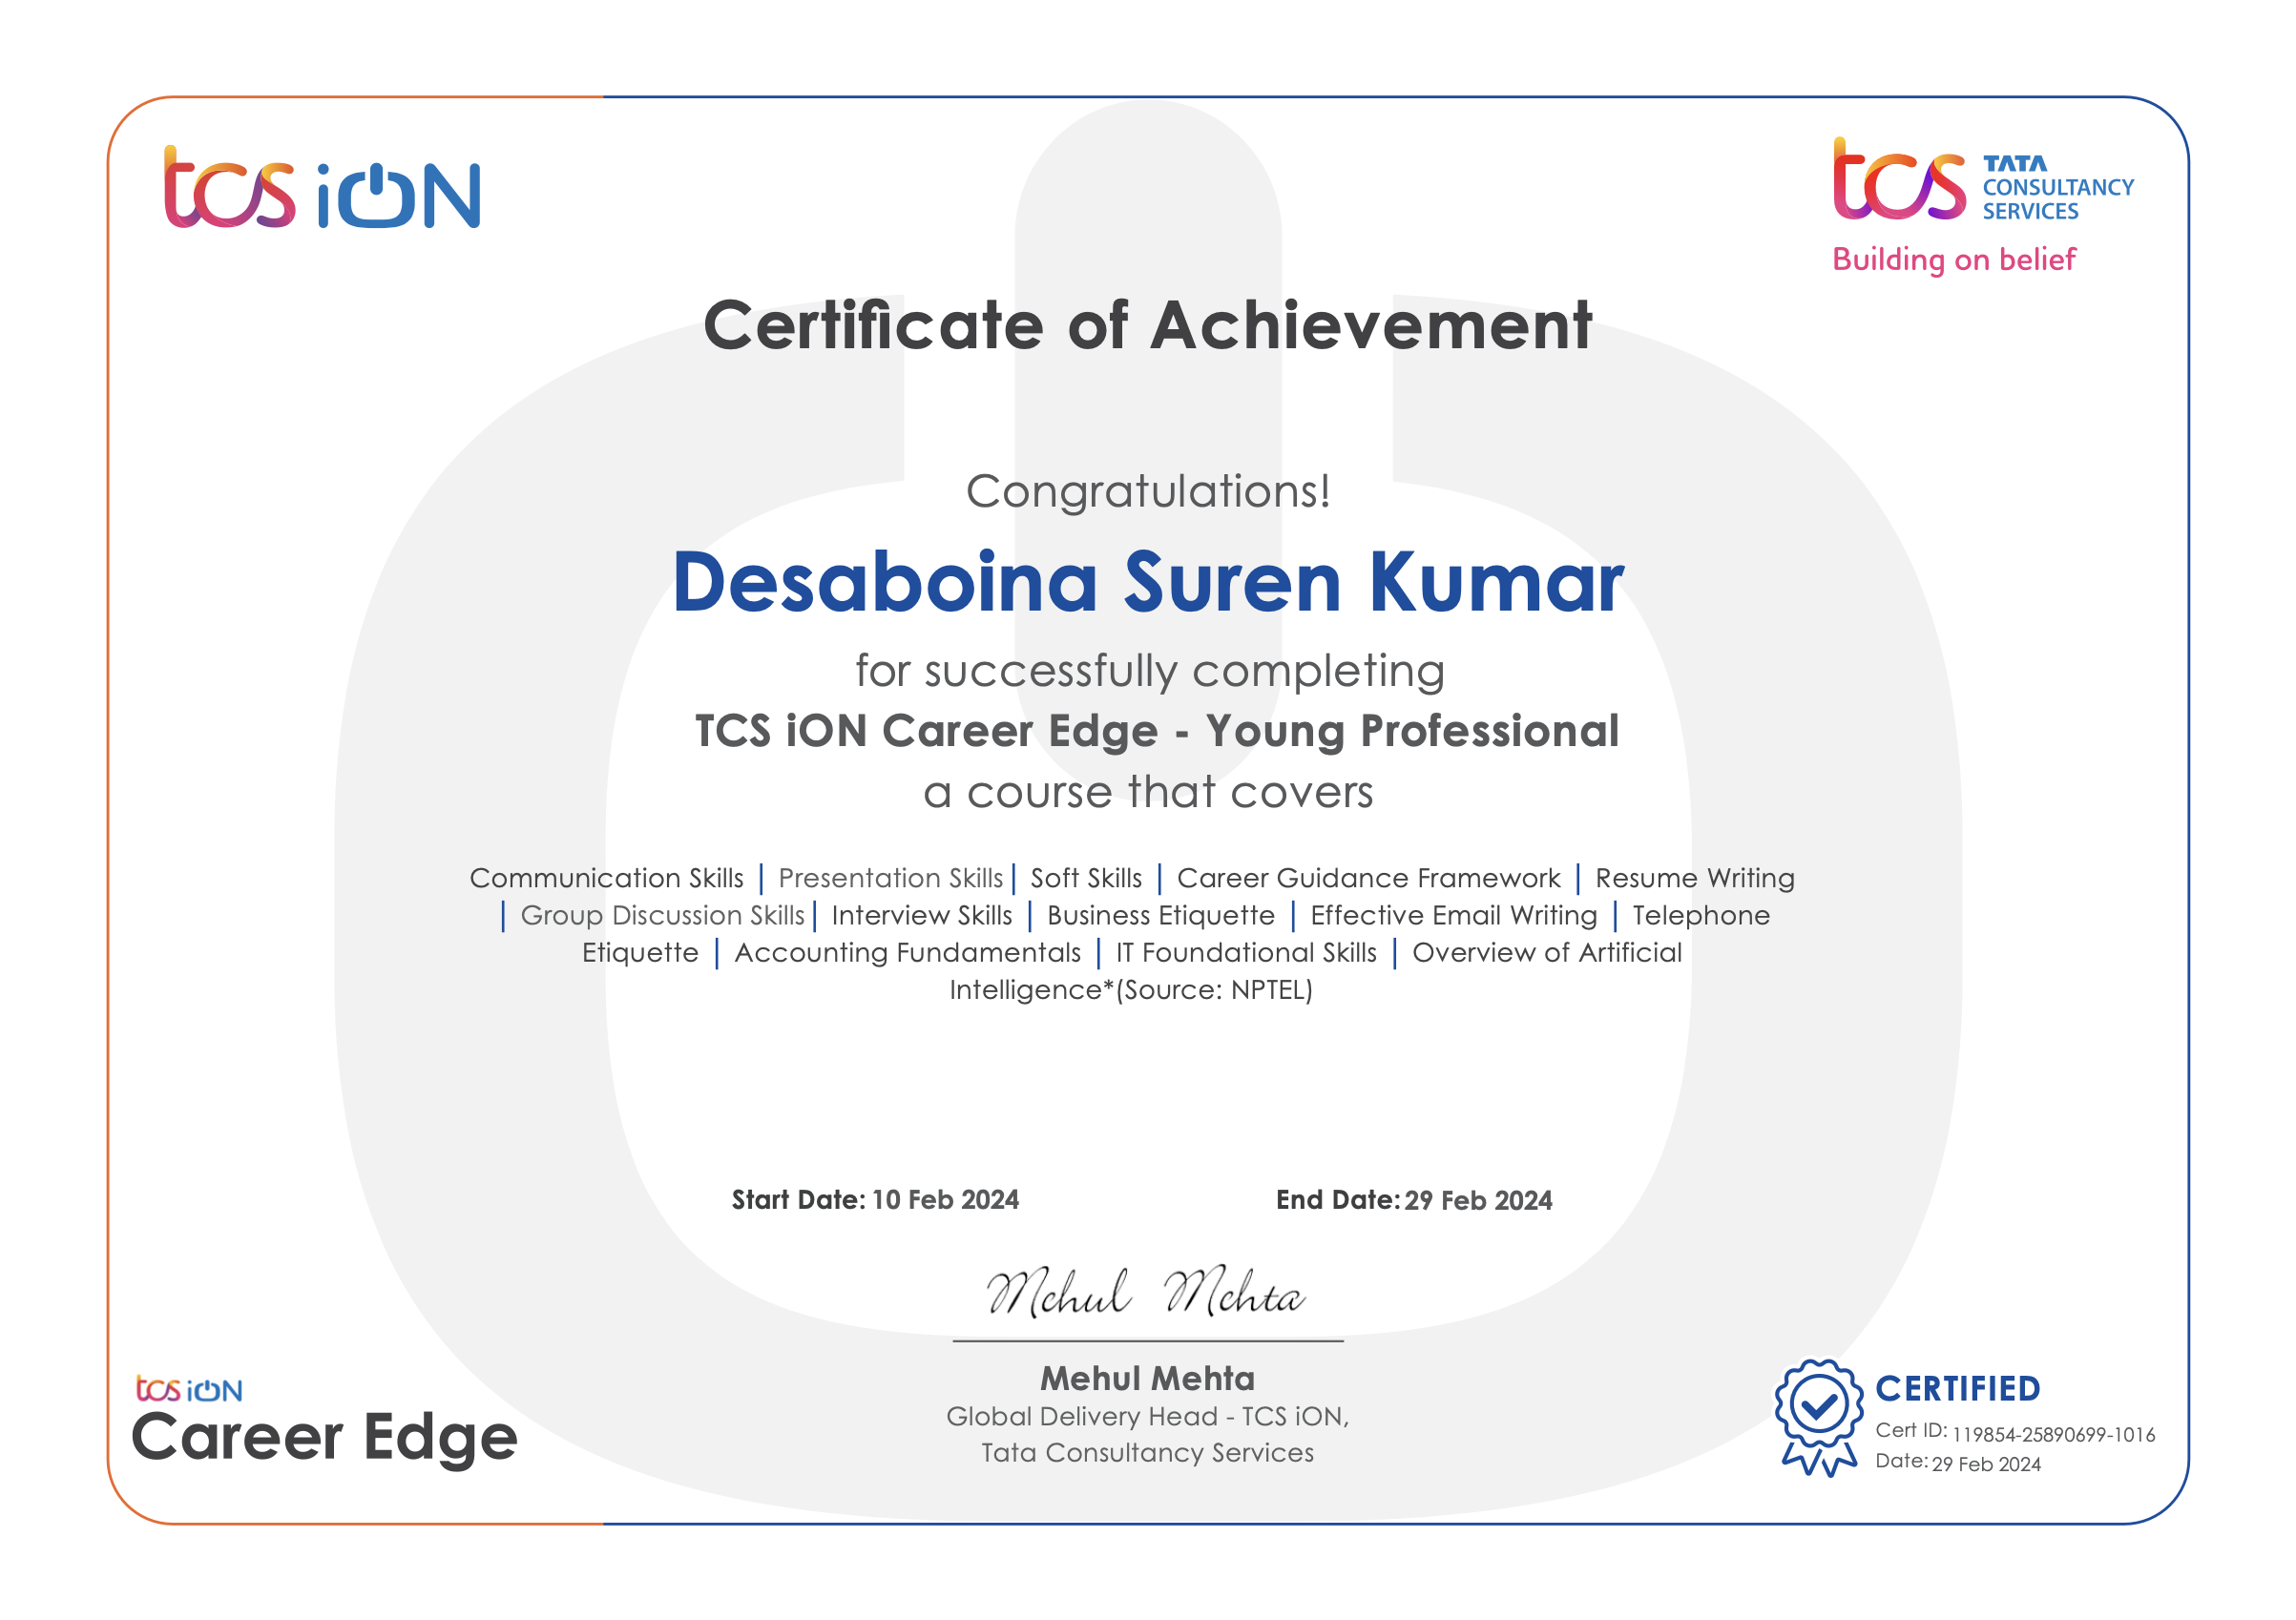 tcs iON
tcs TATA
CONSULTANCY
SERVICES
Building on belief
Certificate of Achievement
Congratulations!
Desaboina Suren Kumar
for successfully completing
TCS iON Career Edge - Young Professional
a course that covers
Communication Skills | Presentation Skills | Soft Skills | Career Guidance Framework | Resume Writing
| Group Discussion Skills | Interview Skills | Business Etiquette | Effective Email Writing | Telephone
Etiquette | Accounting Fundamentals | IT Foundational Skills | Overview of Artificial
Intelligence*(Source: NPTEL)
Start Date: 10 Feb 2024 End Date: 29 Feb 2024
Mehul Mehta
Mehul Mehta
Global Delivery Head - TCS iON,
Tata Consultancy Services
tcs iON
Career Edge
CERTIFIED
Cert ID: 119854-25890699-1016
Date: 29 Feb 2024